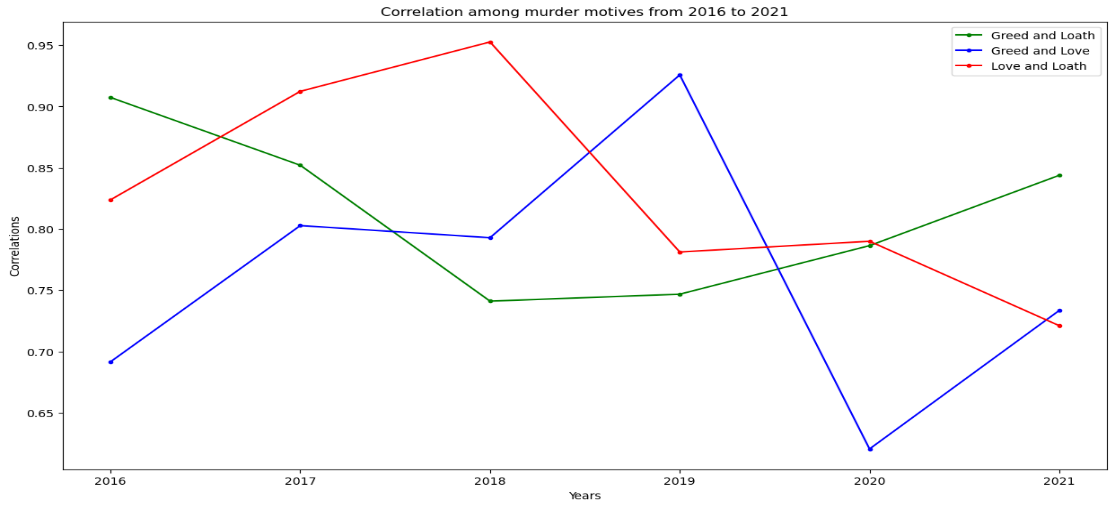 Correlation among murder motives from 2016 to 2021
Greed and Loath
Greed and Love
Love and Loath
Correlations
0.95
0.90
0.85
0.80
0.75
0.70
0.65
2016 2017 2018 2019 2020 2021
Years